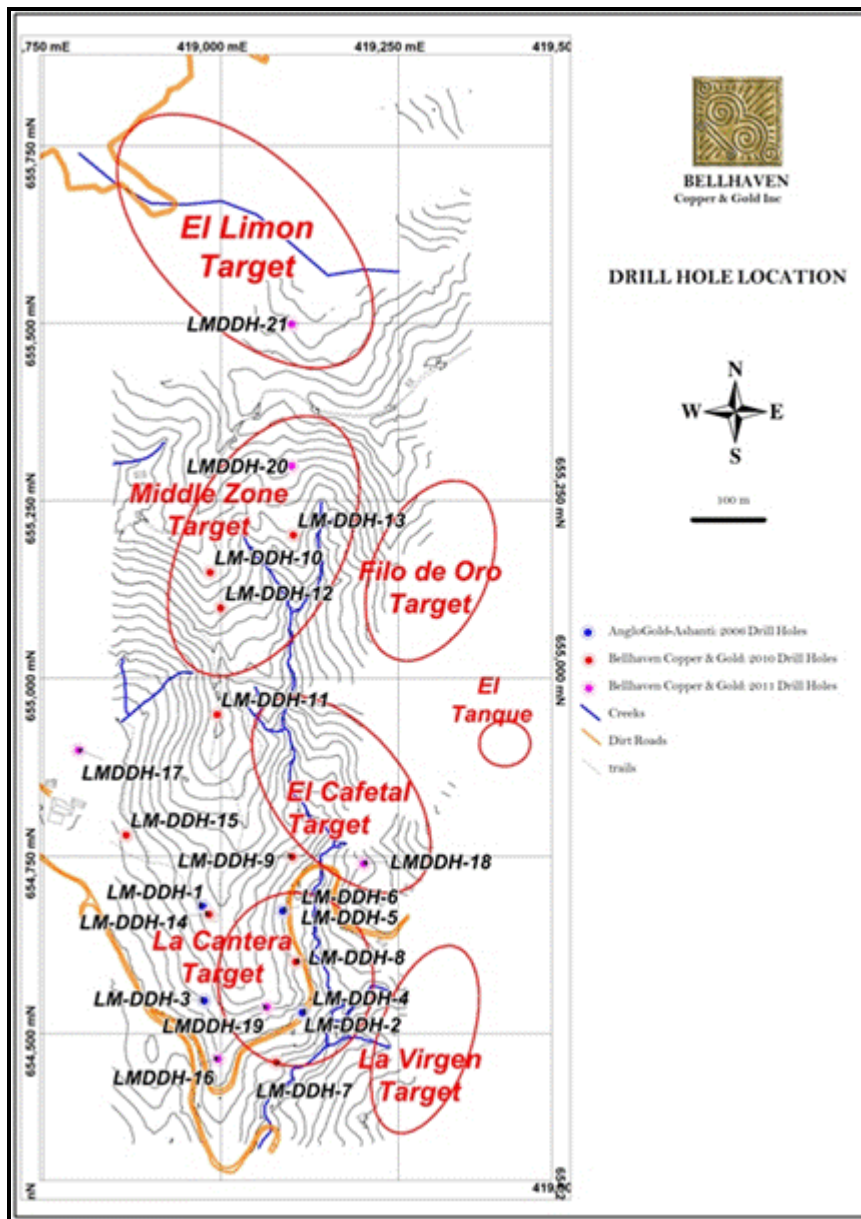 ,750 mE
419,000 mE
419,250 mE
419,50
655,750 mN
El Limon
Target
LMDDH-21
655,500 mN
LMDDH-20
Middle Zone
Target
LM-DDH-13
LM-DDH-10
LM-DDH-12
655,250 mN
655,250 mN
Filo de Oro
Target
655,000 mN
655,000 mN
LM-DDH-11
El
Tanque
LMDDH-17
El Cafetal
Target
LM-DDH-15
LM-DDH-9
LMDDH-18
654,750 mN
LM-DDH-1
LM-DDH-6
LM-DDH-14
LM-DDH-5
La Cantera
Target
LM-DDH-8
LM-DDH-3
LM-DDH-4
LMDDH-19
LM-DDH-2
654,500 mN
La Virgen
Target
LMDDH-16
LM-DDH-7
mN
419,
BELLHAVEN
Copper & Gold Inc
DRILL HOLE LOCATION
N
W E
S
100 m
AngloGold-Ashanti: 2006 Drill Holes
Bellhaven Copper & Gold: 2010 Drill Holes
Bellhaven Copper & Gold: 2011 Drill Holes
Creeks
Dirt Roads
trails